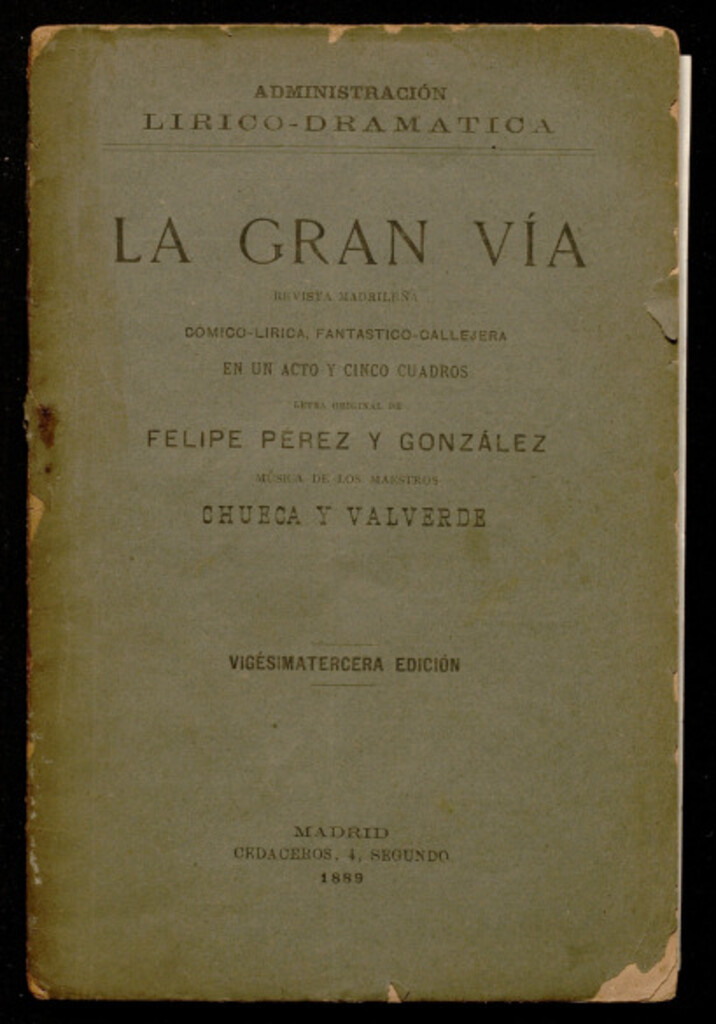 ADMINISTRACIÓN
LIRICO-DRAMATICA
LA GRAN VÍA
REVISTA MADRILEÑA
COMICO-LIRICA, FANTASTICO-CALLEJERA
EN UN ACTO Y CINCO CUADROS
LETRA ORIGINAL DE
FELIPE PEREZ Y GONZÁLEZ
MÚSICA DE LOS MAESTROS
CHUECA Y VALVERDE
VIGÉSIMATERCERA EDICIÓN
MADRID
CEDACEROS, 4, SEGUNDO
1889